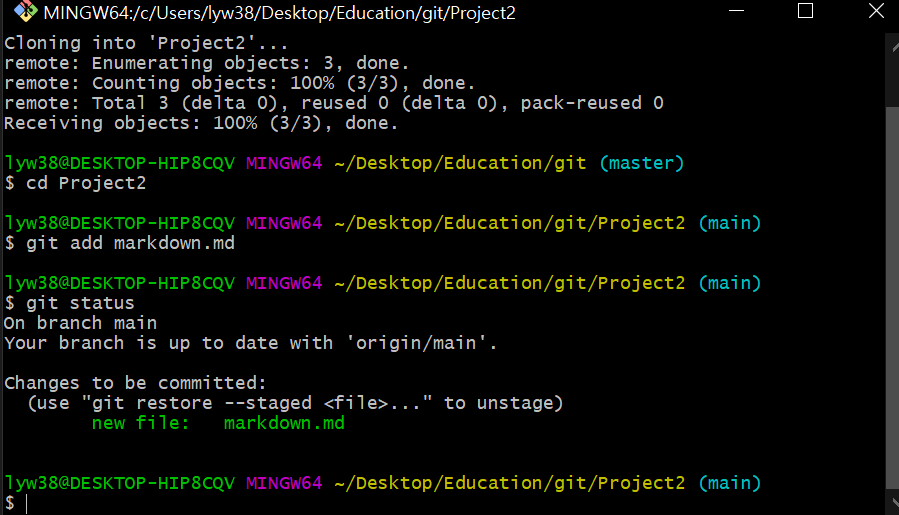 MINGW64:/c/Users/lyw38/Desktop/Education/git/Project2
Cloning into 'Project2'...
remote: Enumerating objects: 3, done.
remote: Counting objects: 100% (3/3), done.
remote: Total 3 (delta 0), reused 0 (delta 0), pack-reused 0
Receiving objects: 100% (3/3), done.
lyw38@DESKTOP-HIP8CQV MINGW64 ~/Desktop/Education/git (master)
$ cd Project2
lyw38@DESKTOP-HIP8CQV MINGW64 ~/Desktop/Education/git/Project2 (main)
$ git add markdown.md
lyw38@DESKTOP-HIP8CQV MINGW64 ~/Desktop/Education/git/Project2 (main)
$ git status
On branch main
Your branch is up to date with 'origin/main'.
Changes to be committed:
  (use "git restore --staged <file>..." to unstage)
        new file:   markdown.md
lyw38@DESKTOP-HIP8CQV MINGW64 ~/Desktop/Education/git/Project2 (main)
$